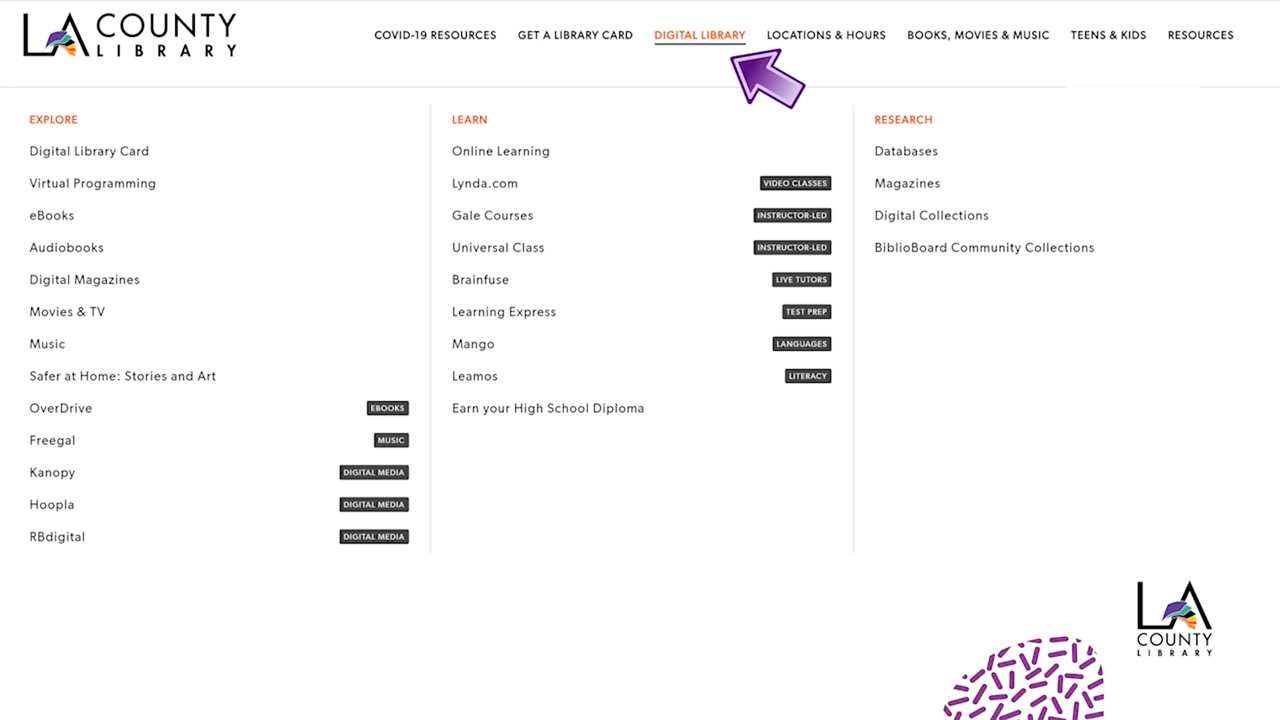 LA COUNTY
LIBRARY
COVID-19 RESOURCES
GET A LIBRARY CARD
DIGITAL LIBRARY
LOCATIONS & HOURS
BOOKS, MOVIES & MUSIC
TEENS & KIDS
RESOURCES
EXPLORE
Digital Library Card
Virtual Programming
eBooks
Audiobooks
Digital Magazines
Movies & TV
Music
Safer at Home: Stories and Art
OverDrive EBOOKS
Freegal MUSIC
Kanopy DIGITAL MEDIA
Hoopla DIGITAL MEDIA
RBdigital DIGITAL MEDIA
LEARN
Online Learning
Lynda.com VIDEO CLASSES
Gale Courses INSTRUCTOR-LED
Universal Class INSTRUCTOR-LED
Brainfuse LIVE TUTORS
Learning Express TEST PREP
Mango LANGUAGES
Leamos LITERACY
Earn your High School Diploma
RESEARCH
Databases
Magazines
Digital Collections
BiblioBoard Community Collections
LA
COUNTY
LIBRARY